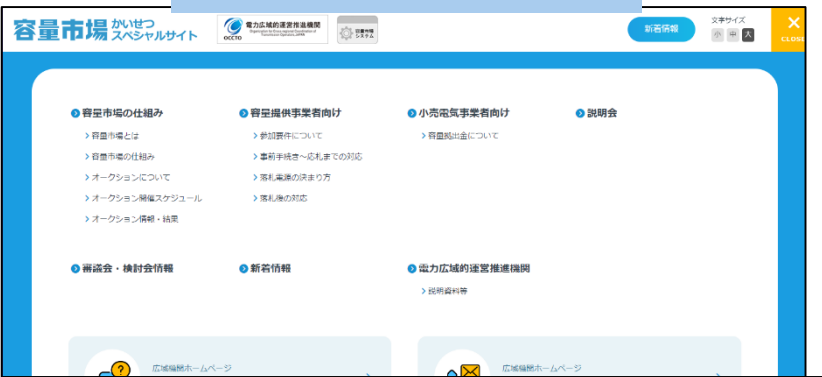 容量市場 かいせつ スペシャルサイト
OCCTO 電力広域的運営推進機関
Organization for Cross-regional Coordination of Transmission Operators, JAPAN
容量市場 システム
新着情報
文字サイズ
小 中 大
CLOSE
容量市場の仕組み
容量市場とは
容量市場の仕組み
オークションについて
オークション開催スケジュール
オークション情報・結果
容量提供事業者向け
参加要件について
事前手続き～応札までの対応
落札電源の決まり方
落札後の対応
小売電気事業者向け
容量拠出金について
説明会
審議会・検討会情報
新着情報
電力広域的運営推進機関
説明資料等
広域機関ホームページ
広域機関ホームページ